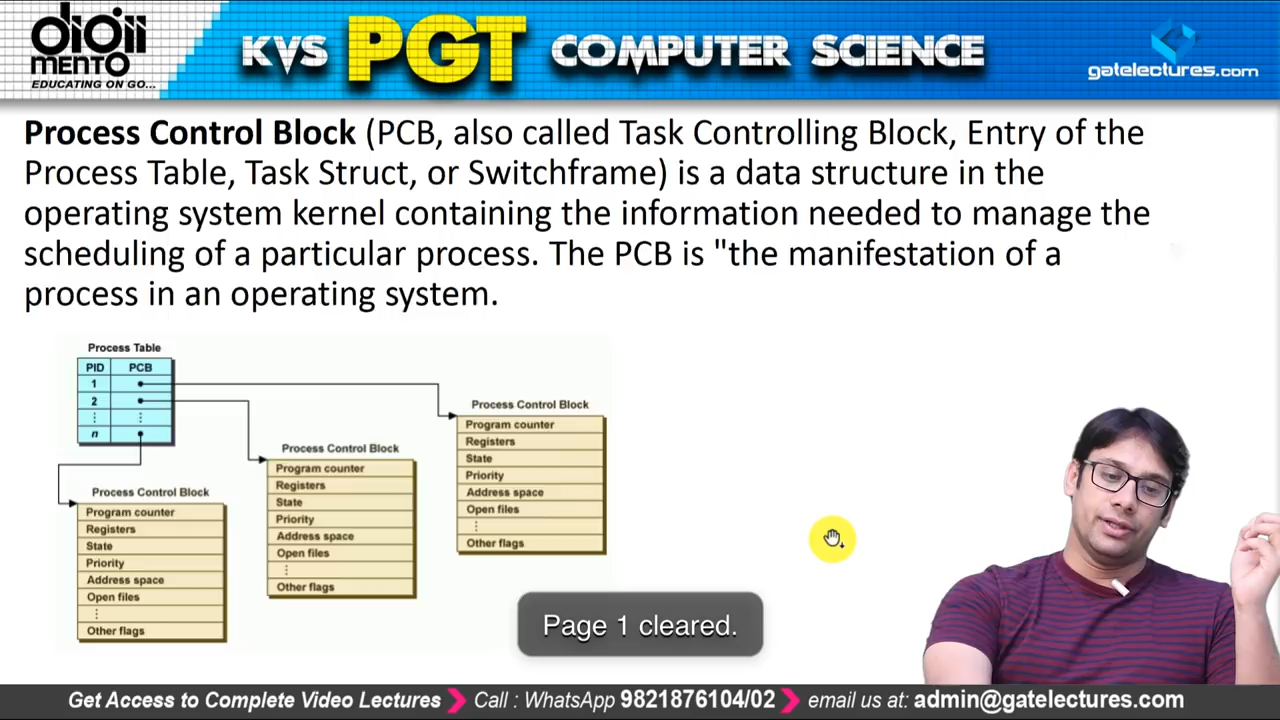 digii
MENTO
EDUCATING ON GO...
KVS PGT COMPUTER SCIENCE
gatelectures.com
Process Control Block (PCB, also called Task Controlling Block, Entry of the
Process Table, Task Struct, or Switchframe) is a data structure in the
operating system kernel containing the information needed to manage the
scheduling of a particular process. The PCB is "the manifestation of a
process in an operating system.
Process Table
PID PCB
1
2
⋮ ⋮
n
Process Control Block
Program counter
Registers
State
Priority
Address space
Open files
⋮
Other flags
Process Control Block
Program counter
Registers
State
Priority
Address space
Open files
⋮
Other flags
Process Control Block
Program counter
Registers
State
Priority
Address space
Open files
⋮
Other flags
Page 1 cleared.
Get Access to Complete Video Lectures Call : WhatsApp 9821876104/02 email us at: admin@gatelectures.com